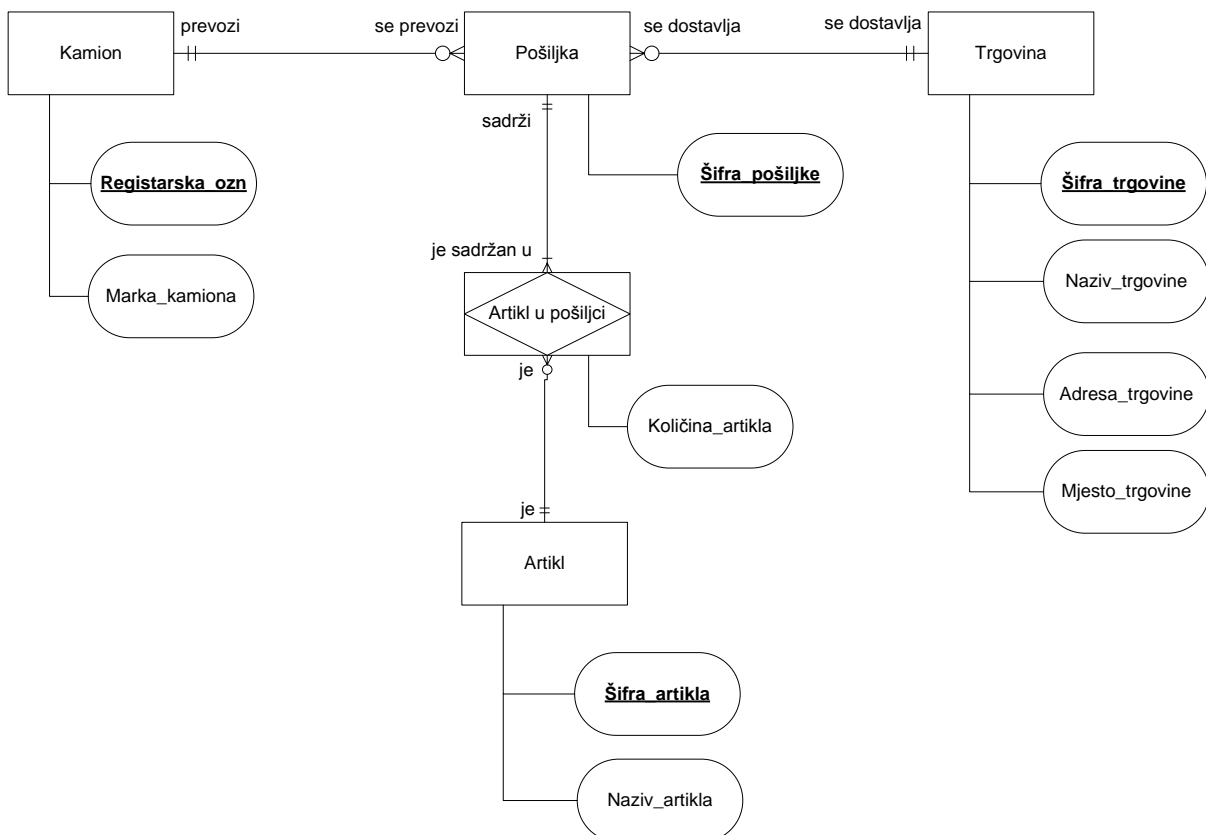 prevozi
se prevozi
se dostavlja
se dostavlja
Kamion
Pošiljka
Trgovina
sadrži
Registarska_ozn
Šifra_pošiljke
Šifra_trgovine
je sadržan u
Naziv_trgovine
Marka_kamiona
Artikl u pošiljci
je
Adresa_trgovine
Količina_artikla
Mjesto_trgovine
je
Artikl
Šifra_artikla
Naziv_artikla